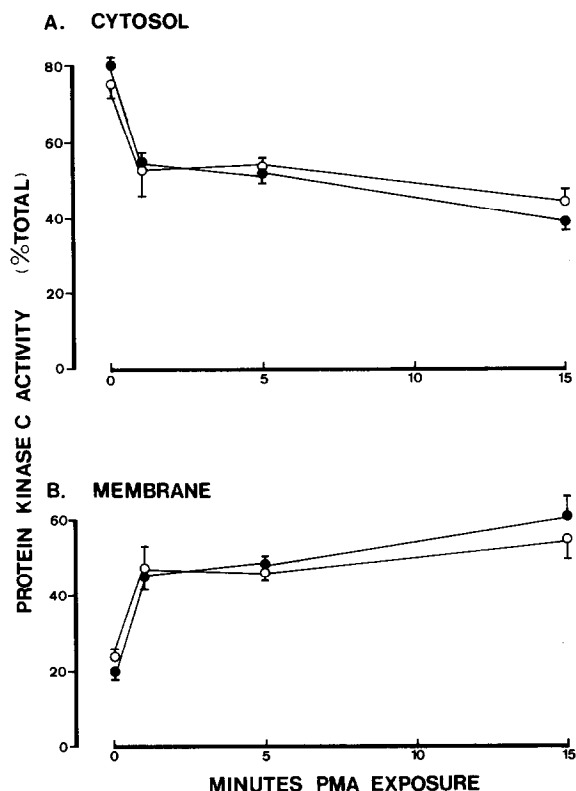 A. CYTOSOL
80
60
40
20
0
0 5 10 15
PROTEIN KINASE C ACTIVITY (%TOTAL)
B. MEMBRANE
60
40
20
0
0 5 10 15
MINUTES PMA EXPOSURE